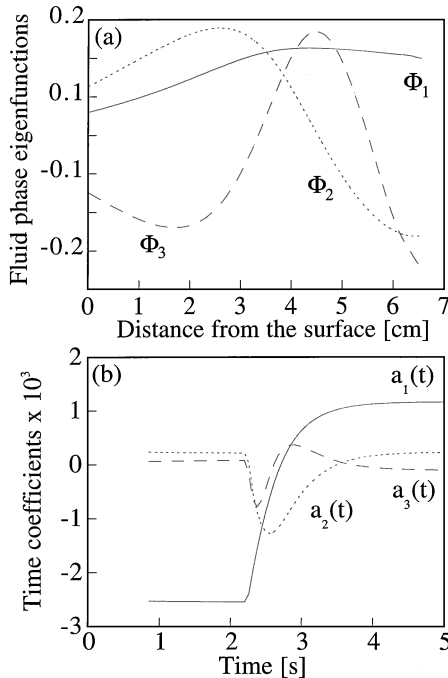 (a)
Fluid phase eigenfunctions
0.2
0.1
-0.1
-0.2
Φ1
Φ2
Φ3
0 1 2 3 4 5 6 7
Distance from the surface [cm]
(b)
Time coefficients x 10³
2
1
0
-1
-2
-3
a1(t)
a2(t)
a3(t)
0 1 2 3 4 5
Time [s]